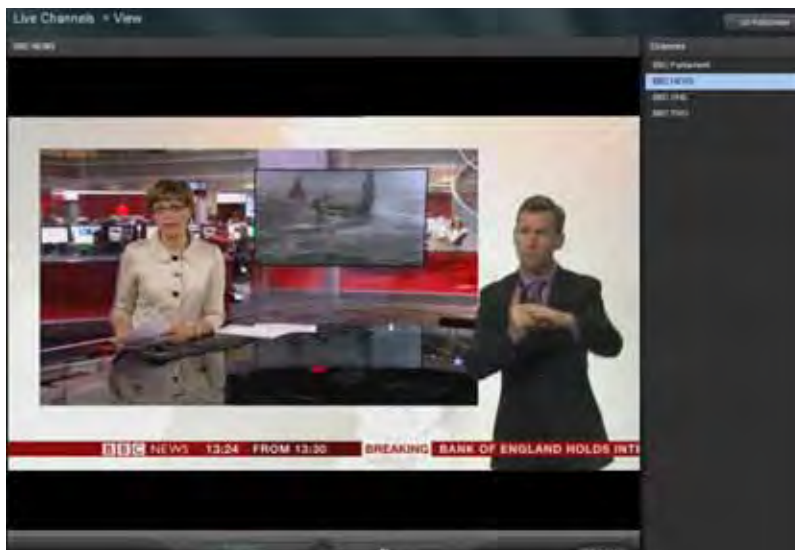 Live Channels > View
Fullscreen
BBC NEWS
Channels
BBC Parliament
BBC NEWS
BBC ONE
BBC TWO
BBC NEWS 13:24 FROM 13:30 BREAKING BANK OF ENGLAND HOLDS INT